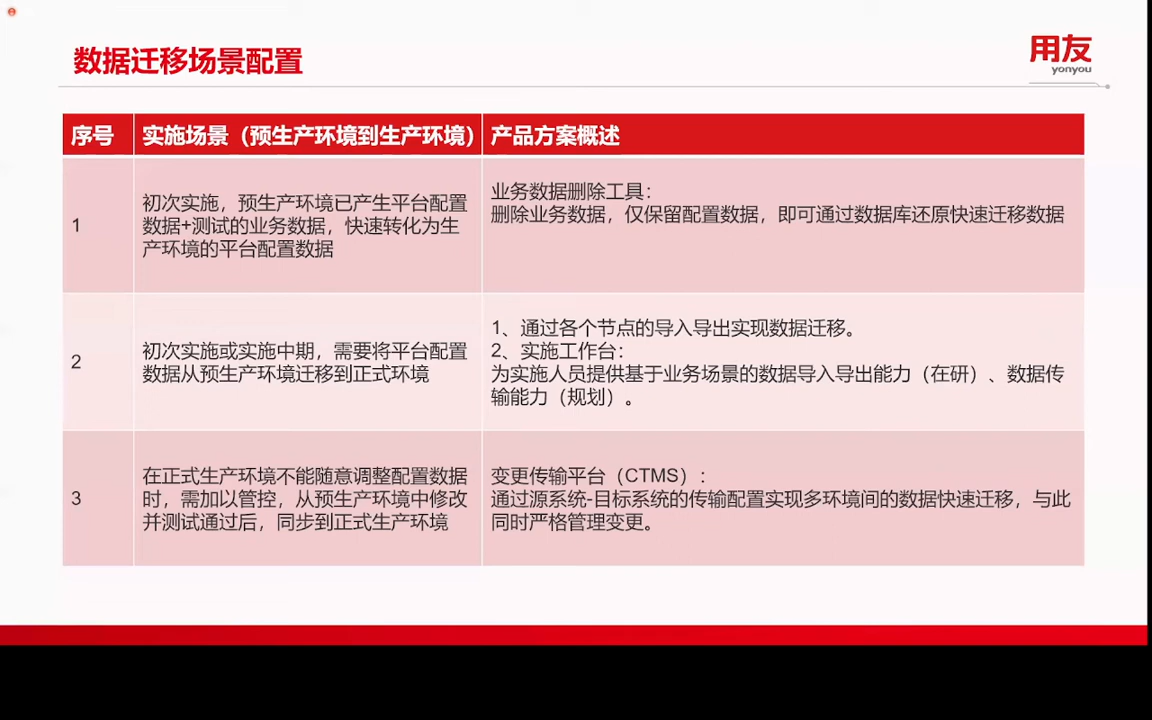 数据迁移场景配置
用友
yonyou
序号
实施场景（预生产环境到生产环境）
产品方案概述
1
初次实施，预生产环境已产生平台配置
数据+测试的业务数据，快速转化为生
产环境的平台配置数据
业务数据删除工具：
删除业务数据，仅保留配置数据，即可通过数据库还原快速迁移数据
2
初次实施或实施中期，需要将平台配置
数据从预生产环境迁移到正式环境
1、通过各个节点的导入导出实现数据迁移。
2、实施工作台：
为实施人员提供基于业务场景的数据导入导出能力（在研）、数据传
输能力（规划）。
3
在正式生产环境不能随意调整配置数据
时，需加以管控，从预生产环境中修改
并测试通过后，同步到正式生产环境
变更传输平台（CTMS）：
通过源系统-目标系统的传输配置实现多环境间的数据快速迁移，与此
同时严格管理变更。